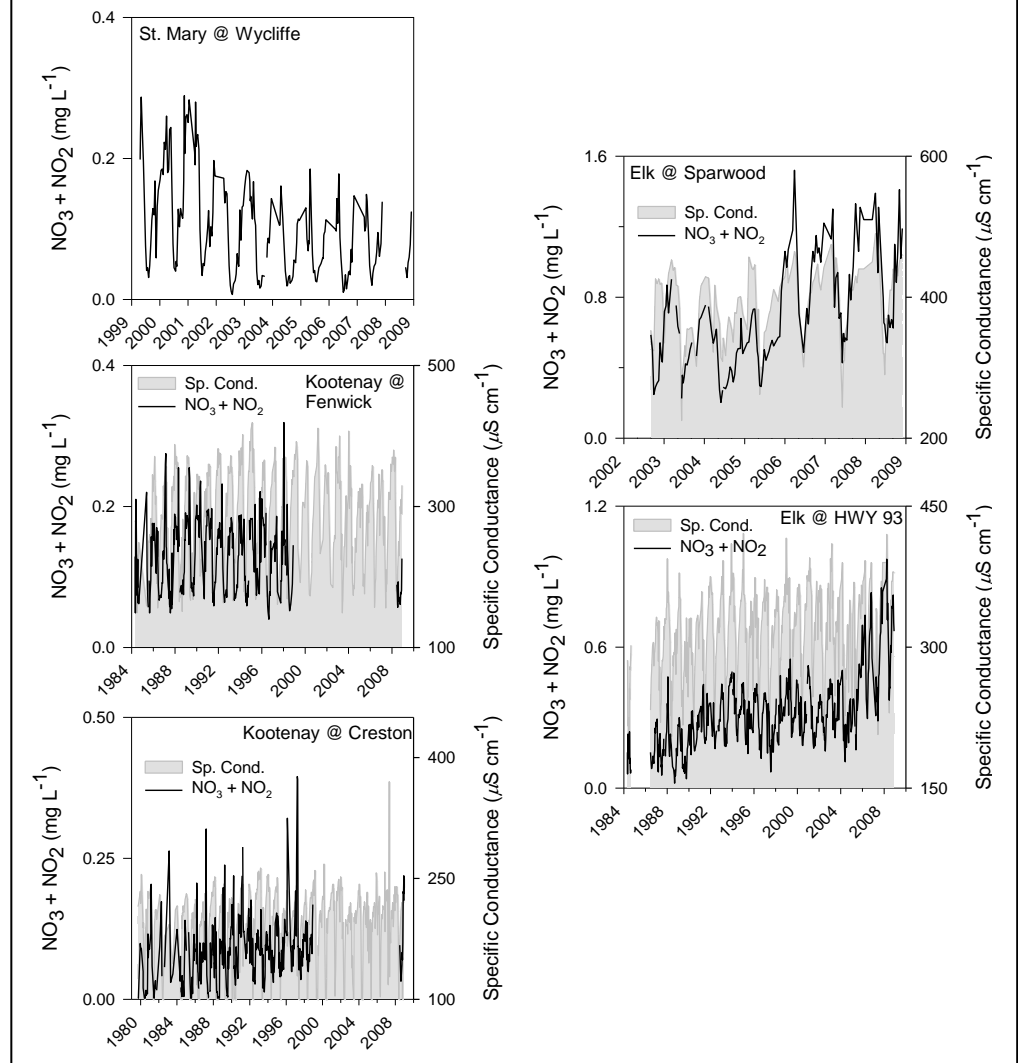 St. Mary @ Wycliffe
NO3 + NO2 (mg L-1)
0.4
0.2
0.0
1999
2000
2001
2002
2003
2004
2005
2006
2007
2008
2009
Kootenay @
Fenwick
Sp. Cond.
NO3 + NO2
NO3 + NO2 (mg L-1)
0.4
0.2
0.0
Specific Conductance (µS cm-1)
500
300
100
1984
1988
1992
1996
2000
2004
2008
Kootenay @ Creston
Sp. Cond.
NO3 + NO2
NO3 + NO2 (mg L-1)
0.50
0.25
0.00
Specific Conductance (µS cm-1)
400
250
100
1980
1984
1988
1992
1996
2000
2004
2008
Elk @ Sparwood
Sp. Cond.
NO3 + NO2
NO3 + NO2 (mg L-1)
1.6
0.8
0.0
Specific Conductance (µS cm-1)
600
400
200
2002
2003
2004
2005
2006
2007
2008
2009
Elk @ HWY 93
Sp. Cond.
NO3 + NO2
NO3 + NO2 (mg L-1)
1.2
0.6
0.0
Specific Conductance (µS cm-1)
450
300
150
1984
1988
1992
1996
2000
2004
2008